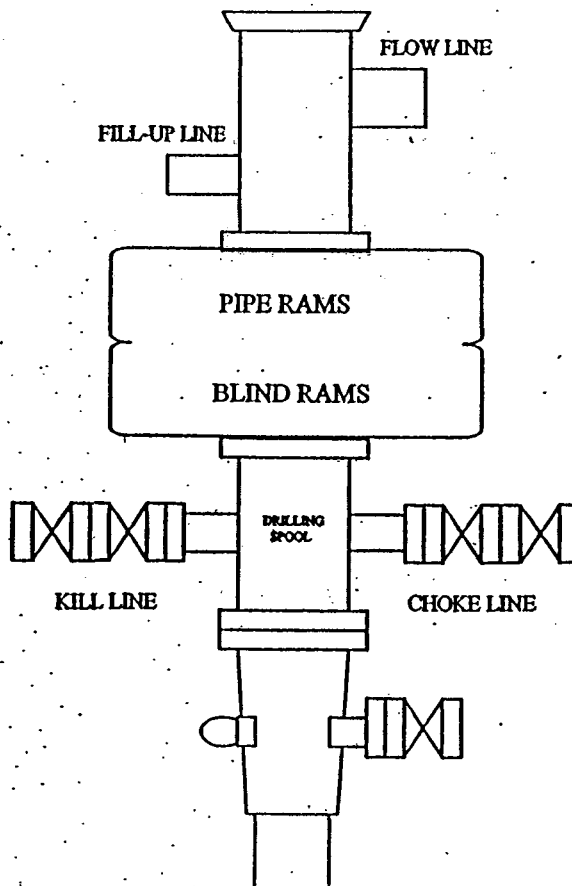 FLOW LINE
FILL-UP LINE
PIPE RAMS
BLIND RAMS
DRILLING
SPOOL
KILL LINE
CHOKE LINE